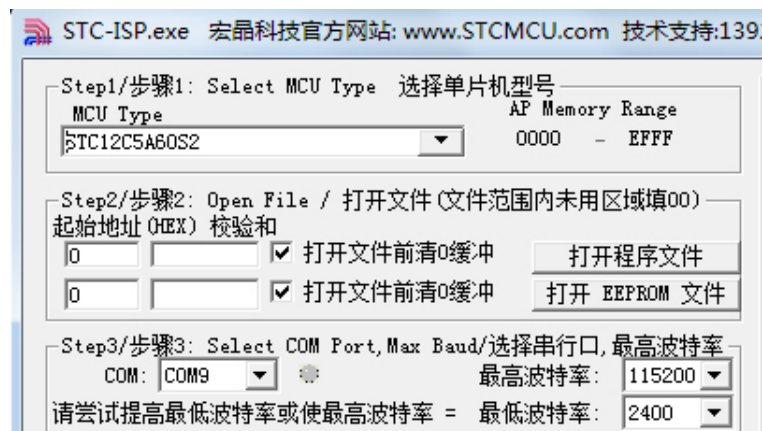 STC-ISP.exe 宏晶科技官方网站: www.STCMCU.com 技术支持:139
Step1/步骤1: Select MCU Type 选择单片机型号
MCU Type AP Memory Range
STC12C5A60S2 0000 - EFFF
Step2/步骤2: Open File / 打开文件(文件范围内未用区域填00)
起始地址(HEX) 校验和
0 打开文件前清0缓冲 打开程序文件
0 打开文件前清0缓冲 打开 EEPROM 文件
Step3/步骤3: Select COM Port,Max Baud/选择串行口,最高波特率
COM: COM9 最高波特率: 115200
请尝试提高最低波特率或使最高波特率 = 最低波特率: 2400